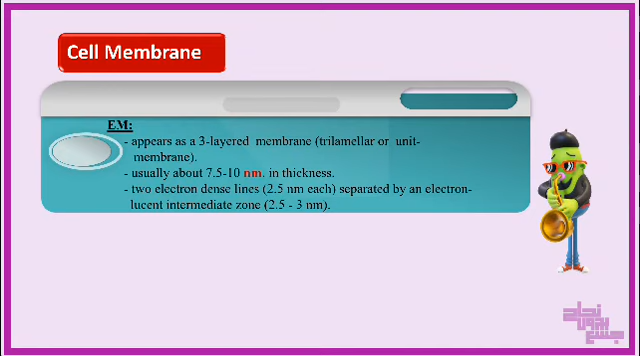 Cell Membrane
EM:
- appears as a 3-layered membrane (trilamellar or unit-
membrane).
- usually about 7.5-10 nm. in thickness.
- two electron dense lines (2.5 nm each) separated by an electron-
lucent intermediate zone (2.5 - 3 nm).